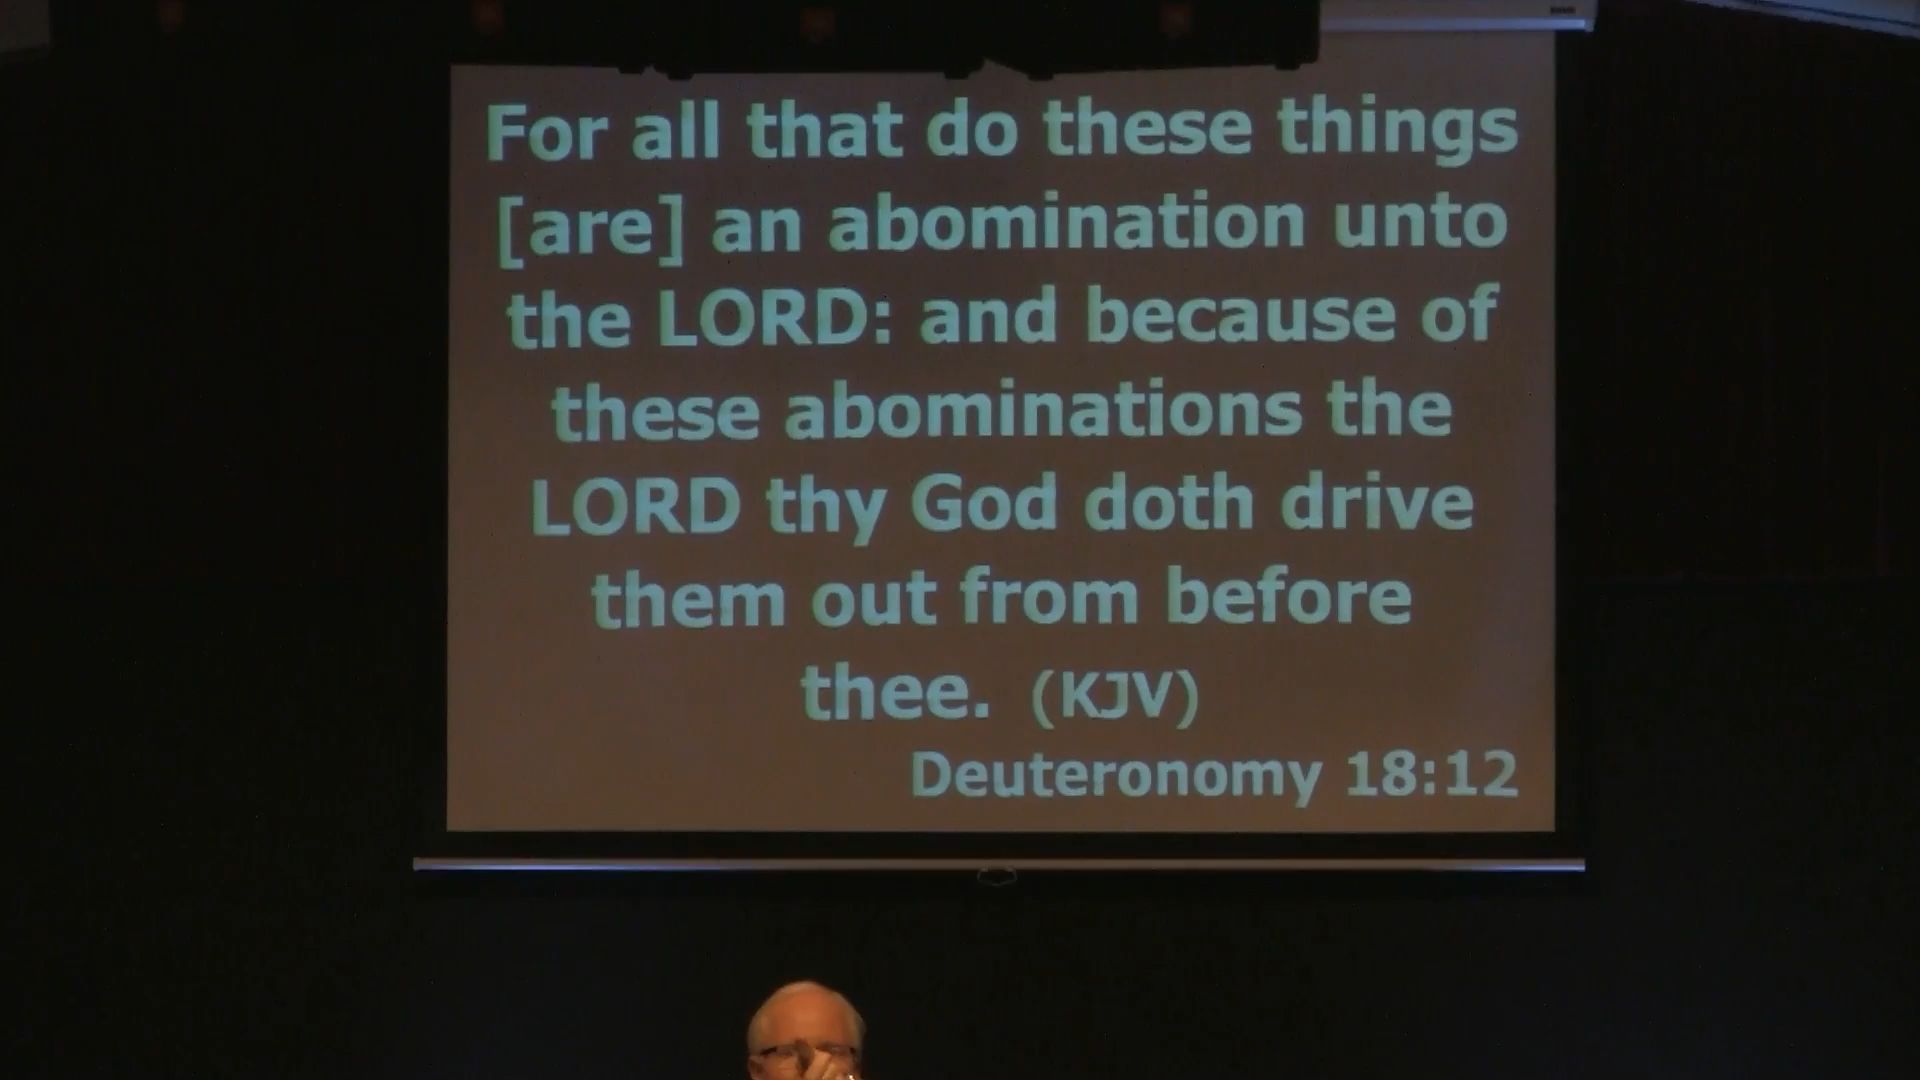 For all that do these things
[are] an abomination unto
the LORD: and because of
these abominations the
LORD thy God doth drive
them out from before
thee. (KJV)
Deuteronomy 18:12